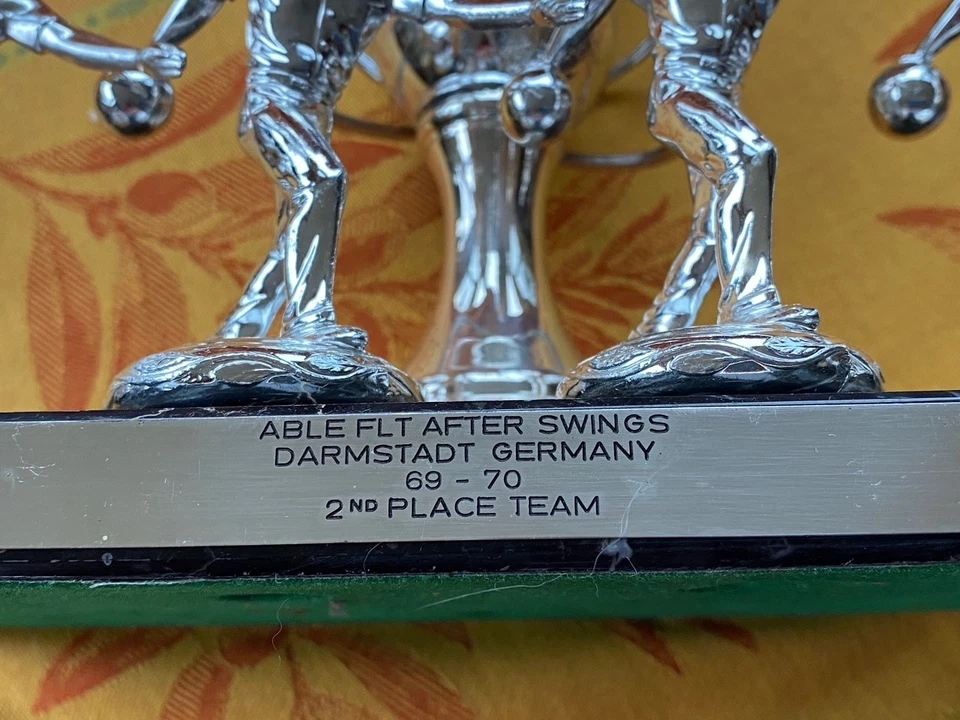 ABLE FLT AFTER SWINGS
DARMSTADT GERMANY
69 - 70
2ND PLACE TEAM